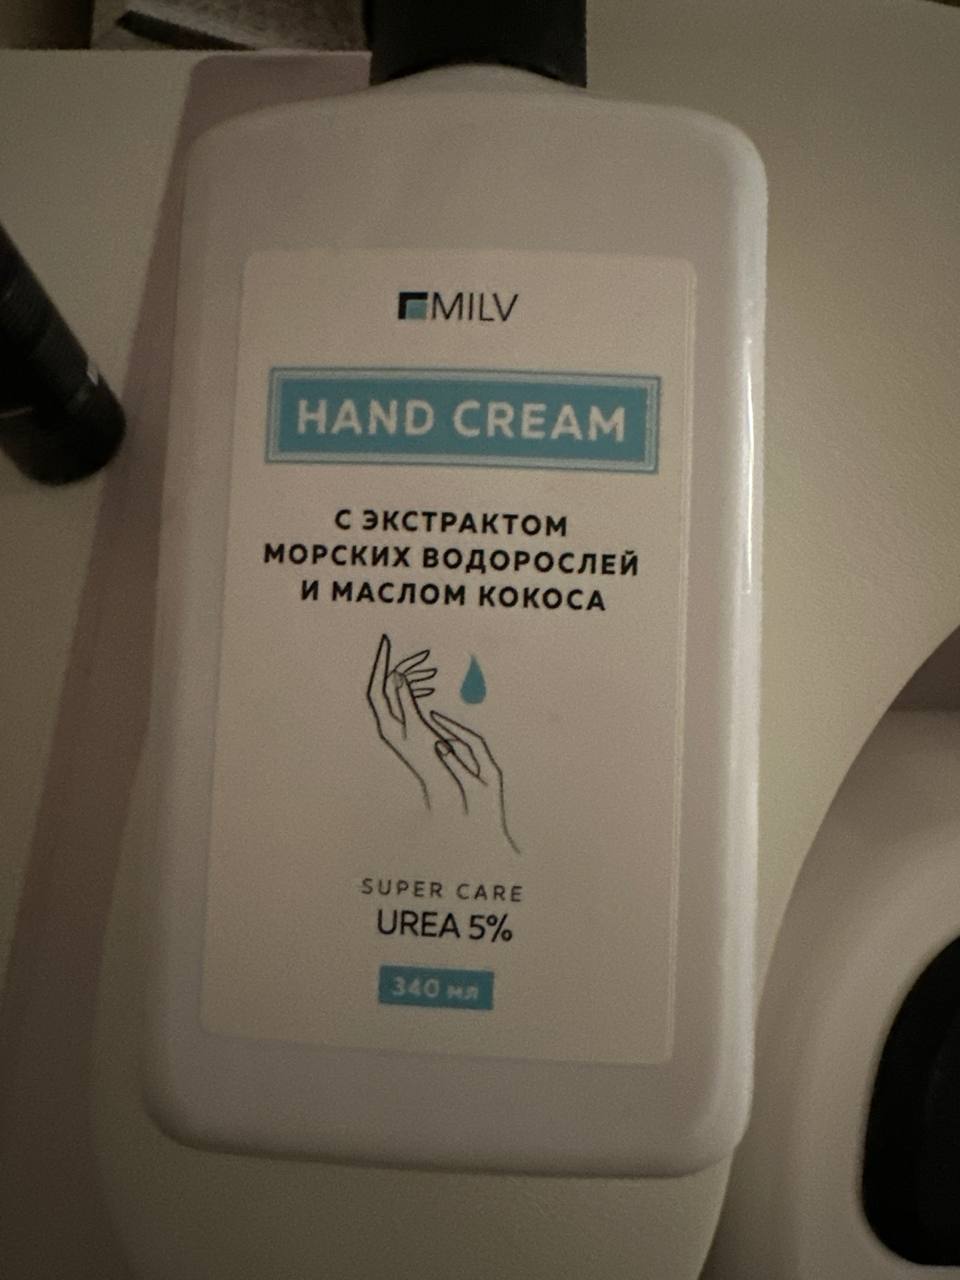 MILV
HAND CREAM
С ЭКСТРАКТОМ
МОРСКИХ ВОДОРОСЛЕЙ
И МАСЛОМ КОКОСА
SUPER CARE
UREA 5%
340 мл